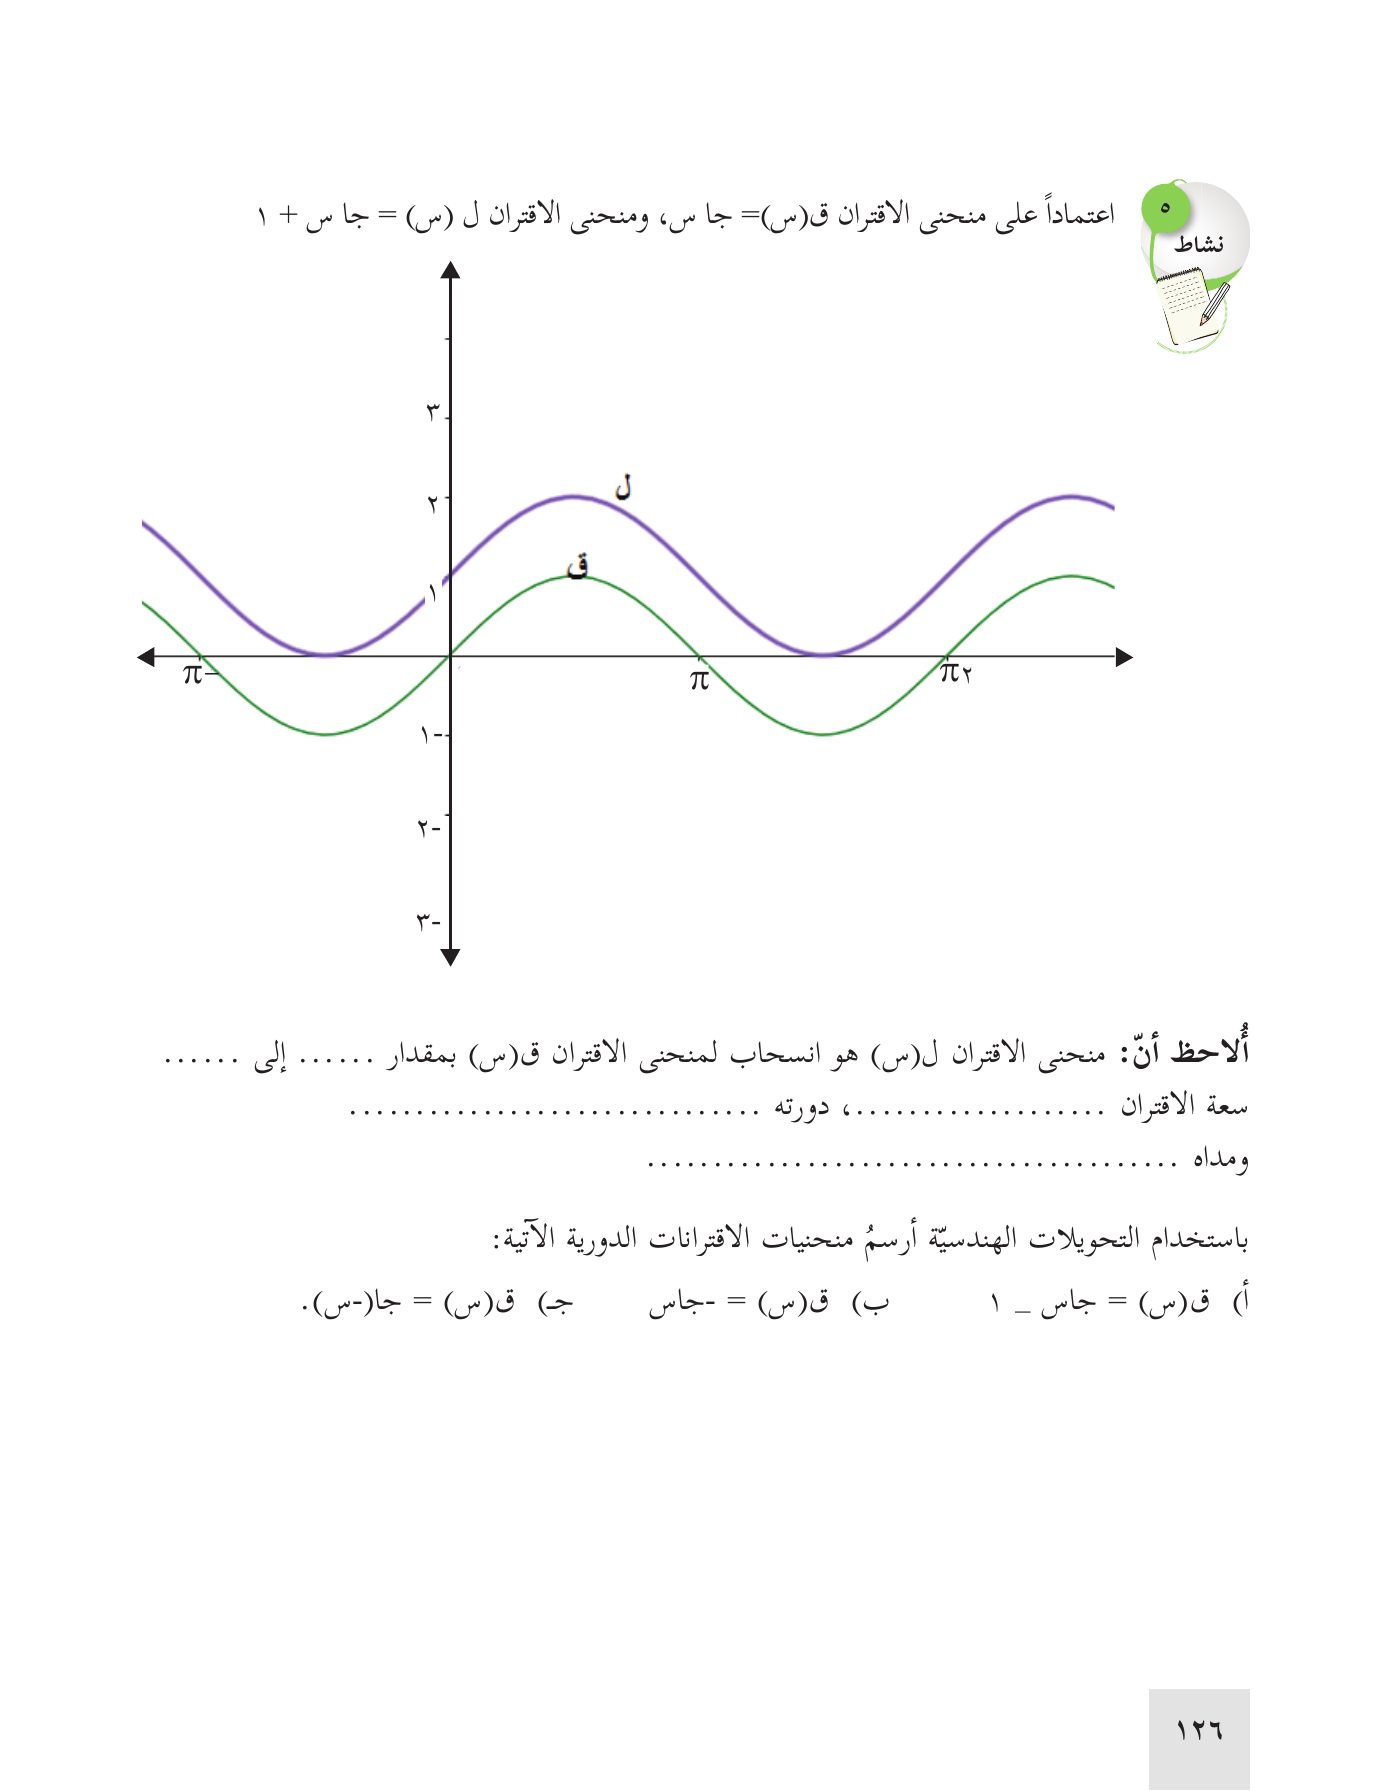 ٥
نشاط
اعتماداً على منحنى الاقتران ق(س)= جا س، ومنحنى الاقتران ل (س) = جا س + ١
٣
ل
٢
ق
١
π-
π
π٢
-١
-٢
-٣
أُلاحظ أنّ: منحنى الاقتران ل(س) هو انسحاب لمنحنى الاقتران ق(س) بمقدار ...... إلى ......
سعة الاقتران ...................، دورته ...............................
ومداه ........................................
باستخدام التحويلات الهندسيّة أرسمُ منحنيات الاقترانات الدورية الآتية:
أ) ق(س) = جاس _ ١ ب) ق(س) = -جاس جـ) ق(س) = جا(-س).
١٢٦